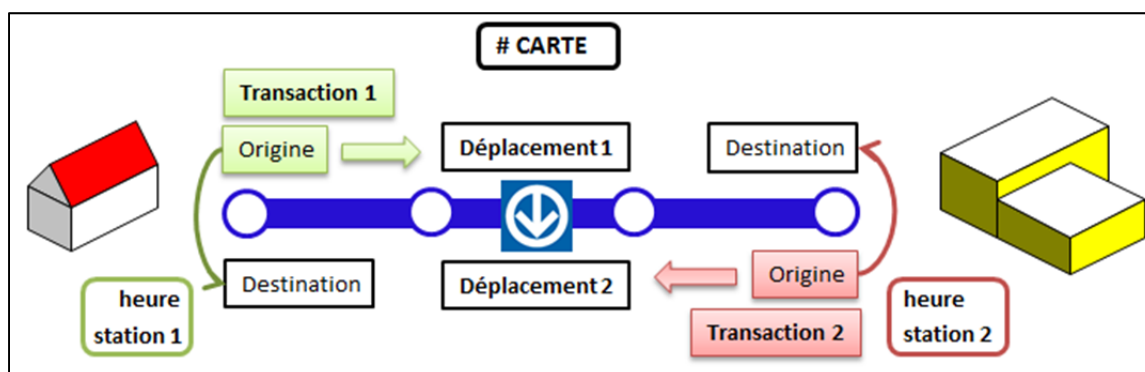 # CARTE
Transaction 1
Origine
Déplacement 1
Destination
Destination
Déplacement 2
Origine
heure
station 1
Transaction 2
heure
station 2